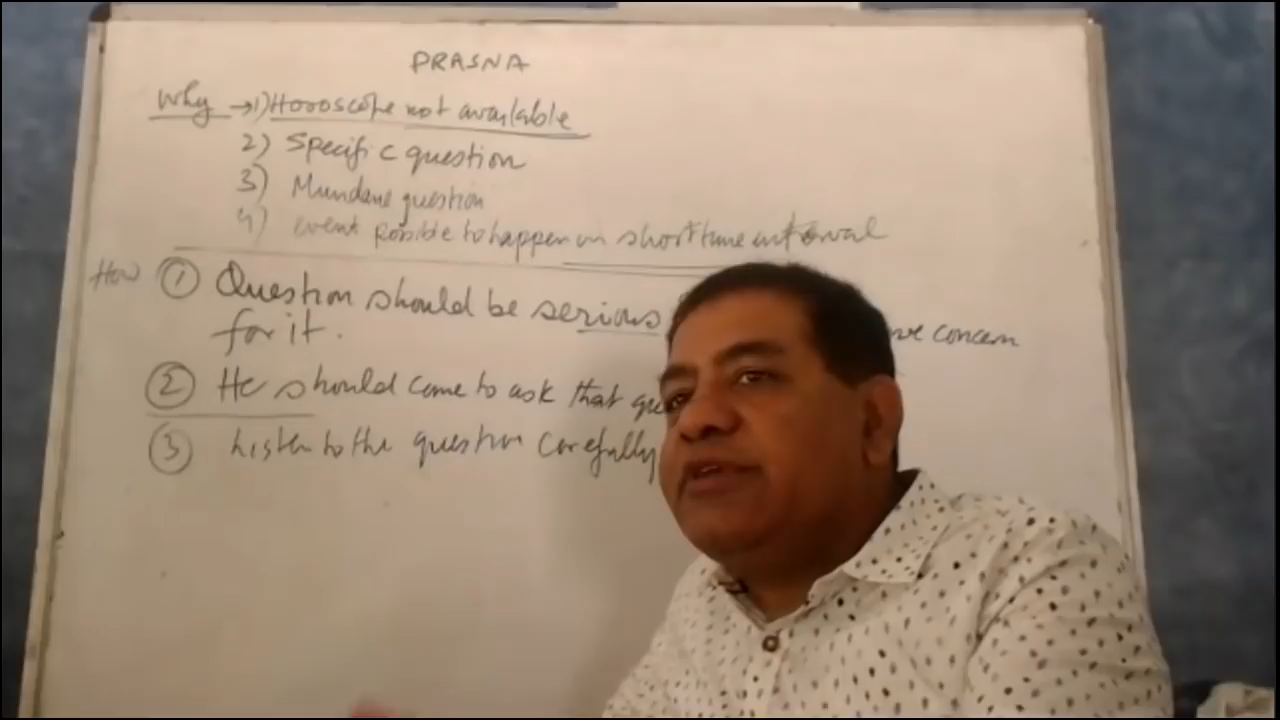 PRASNA
Why → 1) Horoscope not available
2) Specific question
3) Mundane question
4) event possible to happen in short time interval
How ① Question should be serious concern
for it.
② He should come to ask that
③ Listen to the question carefully